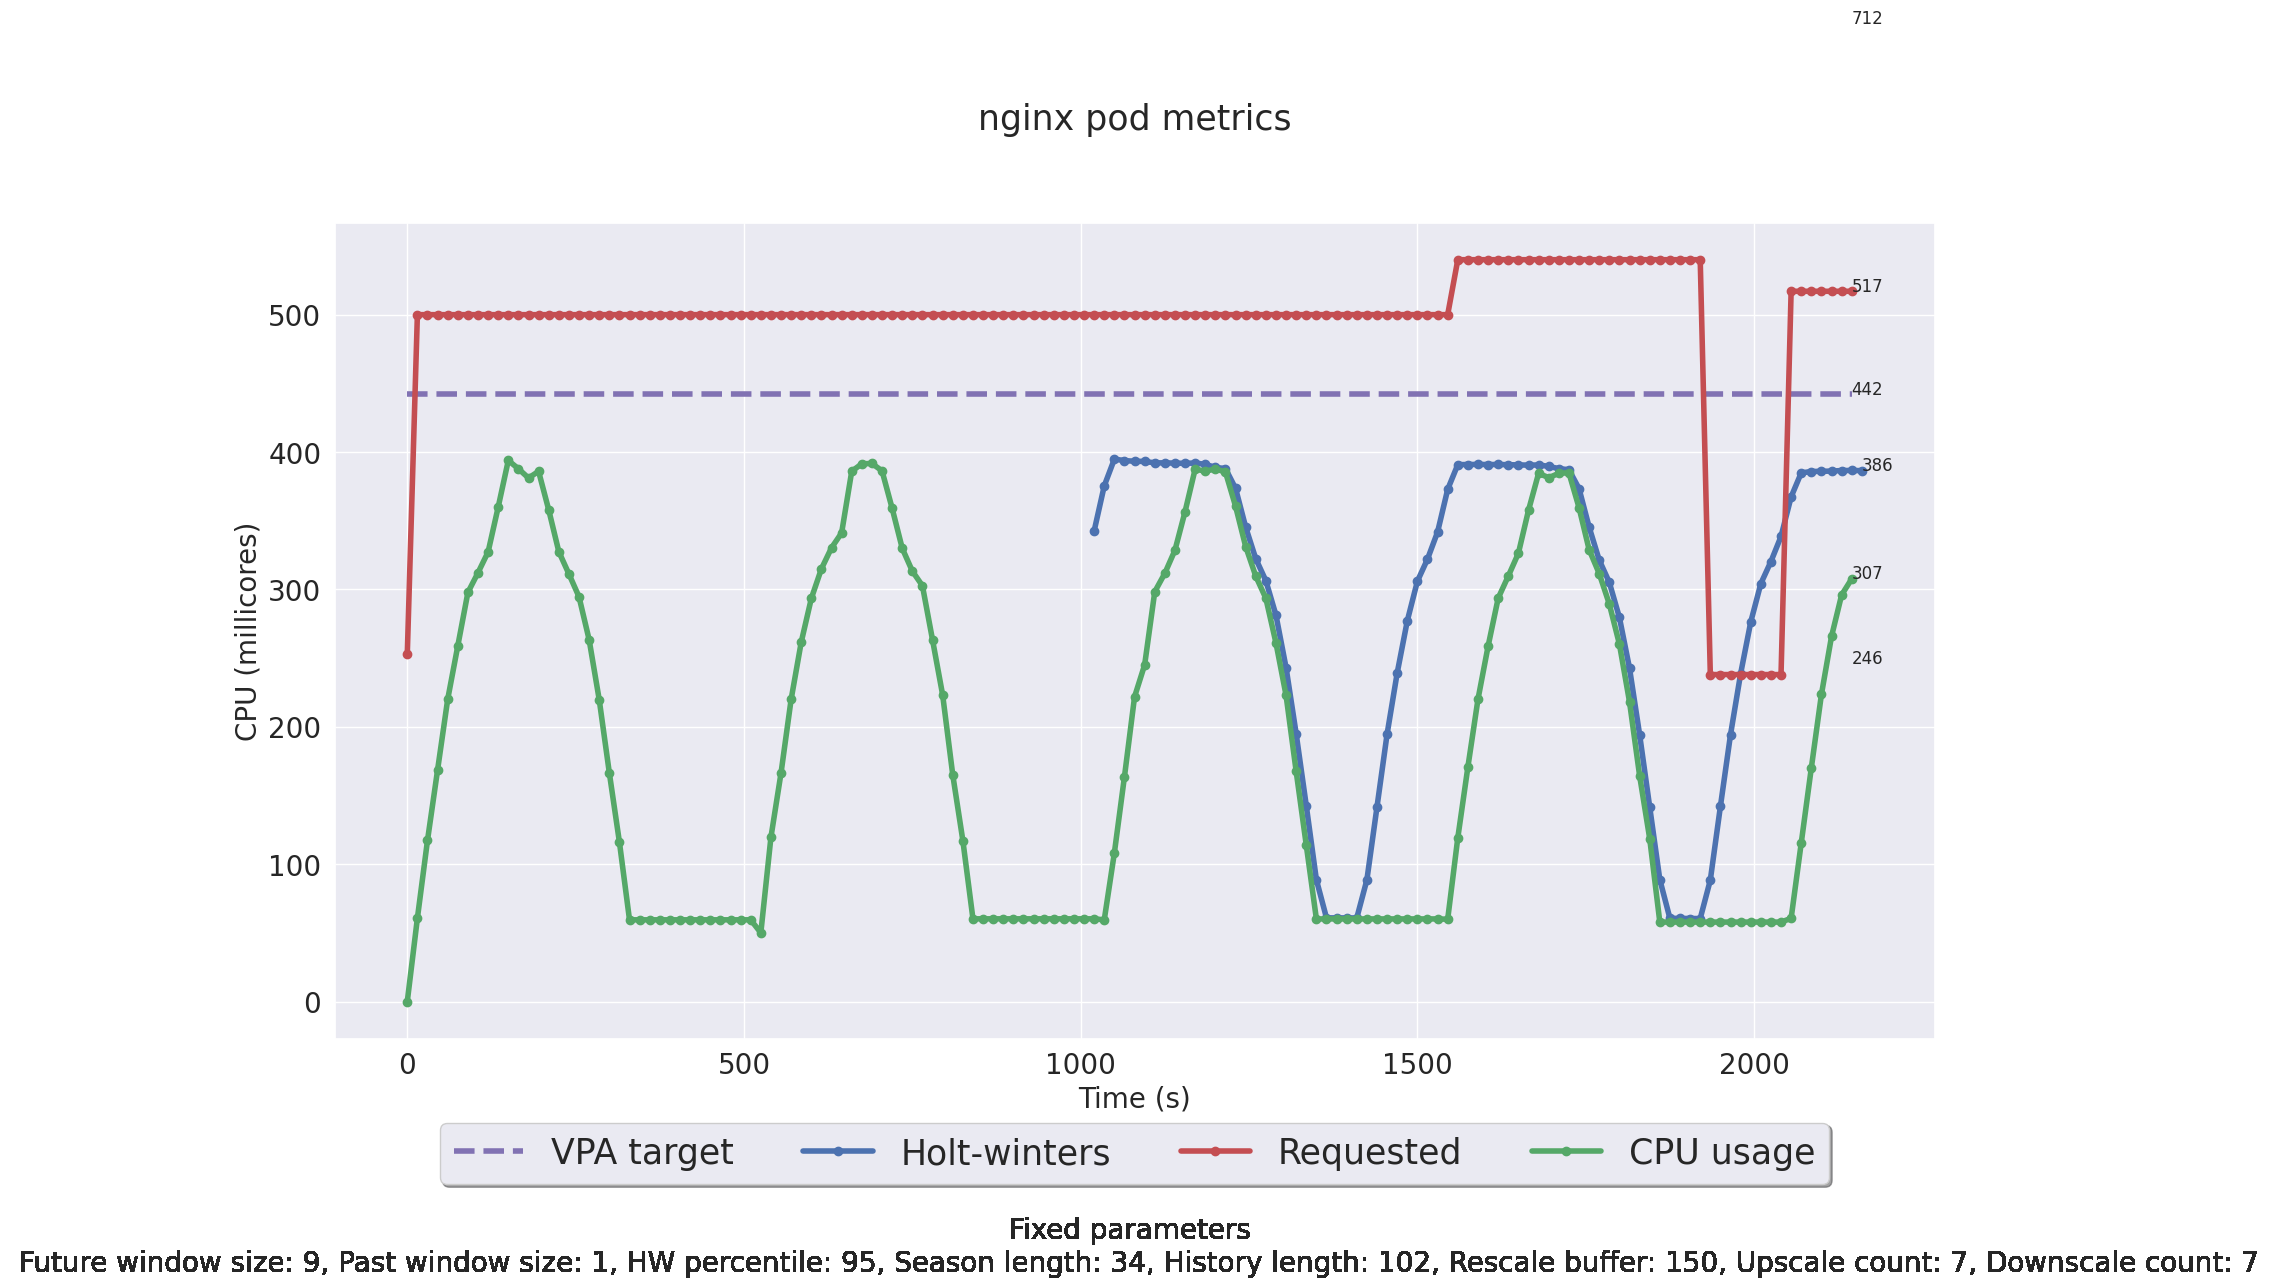 712
nginx pod metrics
517
500
442
400
386
CPU (millicores)
307
300
246
200
100
0
0 500 1000 1500 2000
Time (s)
VPA target Holt-winters Requested CPU usage
Fixed parameters
Future window size: 9, Past window size: 1, HW percentile: 95, Season length: 34, History length: 102, Rescale buffer: 150, Upscale count: 7, Downscale count: 7